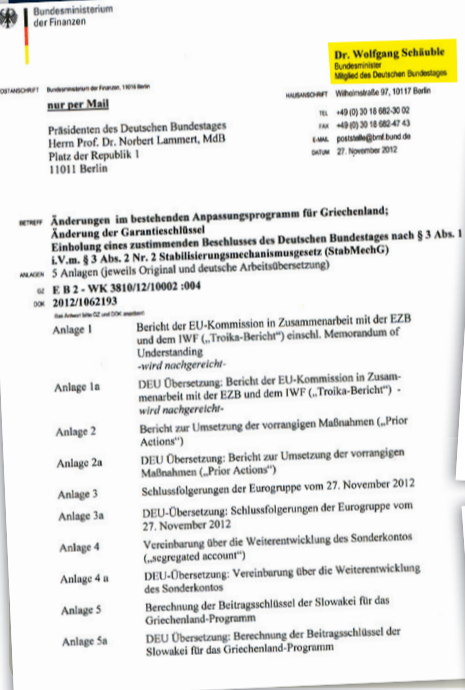 Bundesministerium
der Finanzen
Dr. Wolfgang Schäuble
Bundesminister
Mitglied des Deutschen Bundestages
POSTANSCHRIFT Bundesministerium der Finanzen, 11016 Berlin
HAUSANSCHRIFT Wilhelmstraße 97, 10117 Berlin
TEL +49 (0) 30 18 682-30 02
FAX +49 (0) 30 18 682-47 43
E-MAIL poststelle@bmf.bund.de
DATUM 27. November 2012
nur per Mail
Präsidenten des Deutschen Bundestages
Herrn Prof. Dr. Norbert Lammert, MdB
Platz der Republik 1
11011 Berlin
BETREFF Änderungen im bestehenden Anpassungsprogramm für Griechenland;
Änderung der Garantieschlüssel
Einholung eines zustimmenden Beschlusses des Deutschen Bundestages nach § 3 Abs. 1
i.V.m. § 3 Abs. 2 Nr. 2 Stabilisierungsmechanismusgesetz (StabMechG)
ANLAGEN 5 Anlagen (jeweils Original und deutsche Arbeitsübersetzung)
GZ E B 2 - WK 3810/12/10002 :004
DOK 2012/1062193
(bei Antwort bitte GZ und DOK angeben)
Anlage 1 Bericht der EU-Kommission in Zusammenarbeit mit der EZB
und dem IWF („Troika-Bericht“) einschl. Memorandum of
Understanding
-wird nachgereicht-
Anlage 1a DEU Übersetzung: Bericht der EU-Kommission in Zusam-
menarbeit mit der EZB und dem IWF („Troika-Bericht“) -
wird nachgereicht-
Anlage 2 Bericht zur Umsetzung der vorrangigen Maßnahmen („Prior
Actions“)
Anlage 2a DEU Übersetzung: Bericht zur Umsetzung der vorrangigen
Maßnahmen („Prior Actions“)
Anlage 3 Schlussfolgerungen der Eurogruppe vom 27. November 2012
Anlage 3a DEU-Übersetzung: Schlussfolgerungen der Eurogruppe vom
27. November 2012
Anlage 4 Vereinbarung über die Weiterentwicklung des Sonderkontos
(„segregated account“)
Anlage 4 a DEU-Übersetzung: Vereinbarung über die Weiterentwicklung
des Sonderkontos
Anlage 5 Berechnung der Beitragsschlüssel der Slowakei für das
Griechenland-Programm
Anlage 5a DEU Übersetzung: Berechnung der Beitragsschlüssel der
Slowakei für das Griechenland-Programm